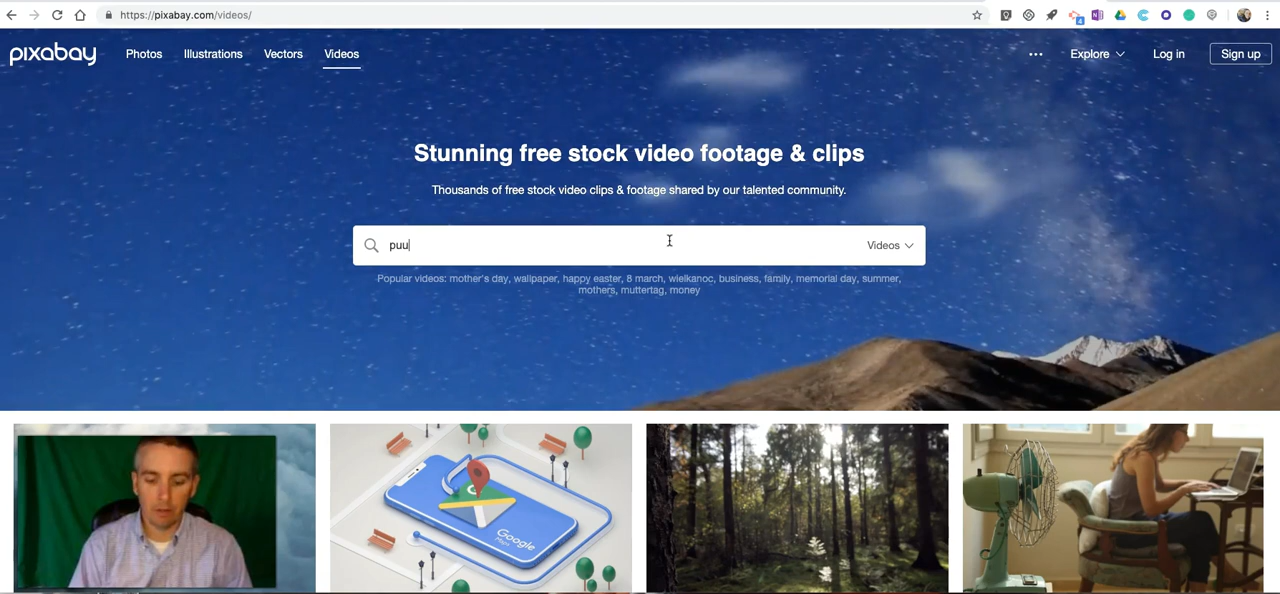 https://pixabay.com/videos/
4
pixabay Photos Illustrations Vectors Videos ••• Explore Log in Sign up
Stunning free stock video footage & clips
Thousands of free stock video clips & footage shared by our talented community.
puu Videos
Popular videos: mother's day, wallpaper, happy easter, 8 march, wielkanoc, business, family, memorial day, summer,
mothers, muttertag, money
Google
Maps